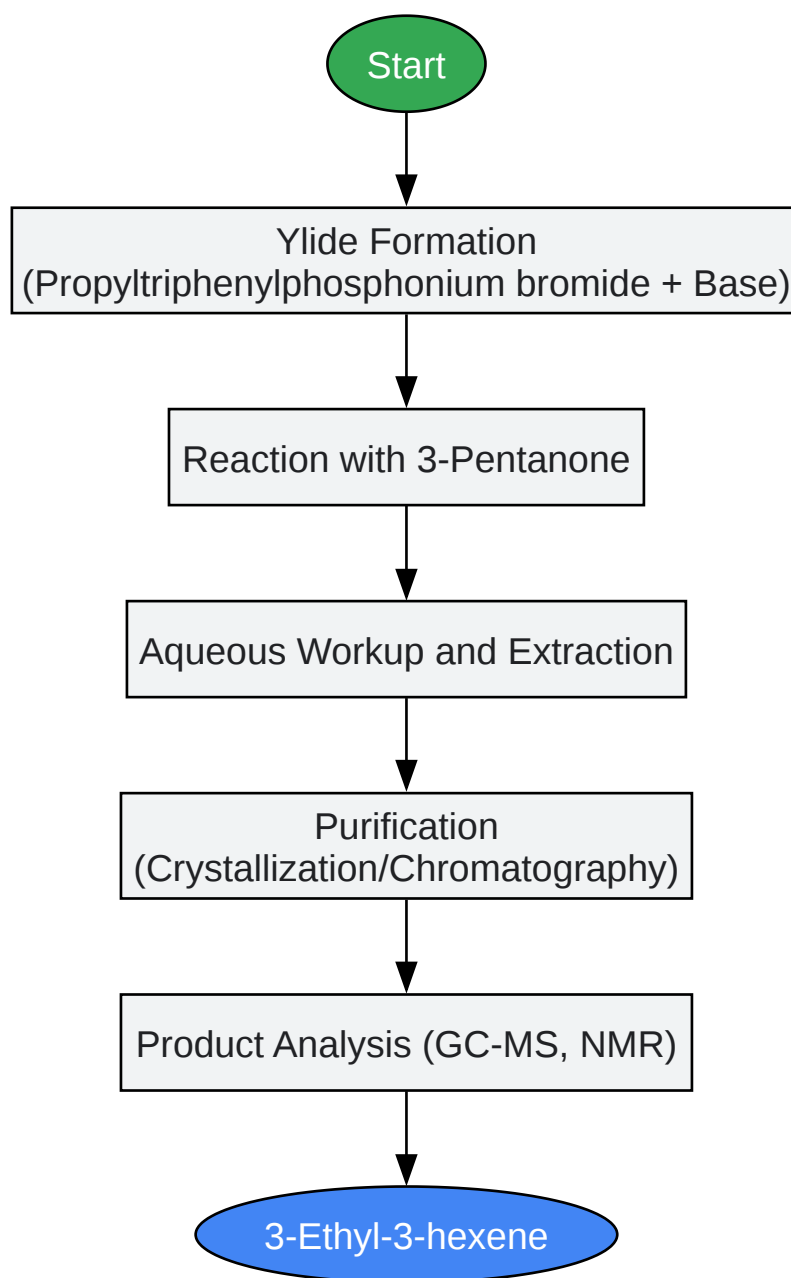 Start
Ylide Formation
(Propyltriphenylphosphonium bromide + Base)
Reaction with 3-Pentanone
Aqueous Workup and Extraction
Purification
(Crystallization/Chromatography)
Product Analysis (GC-MS, NMR)
3-Ethyl-3-hexene